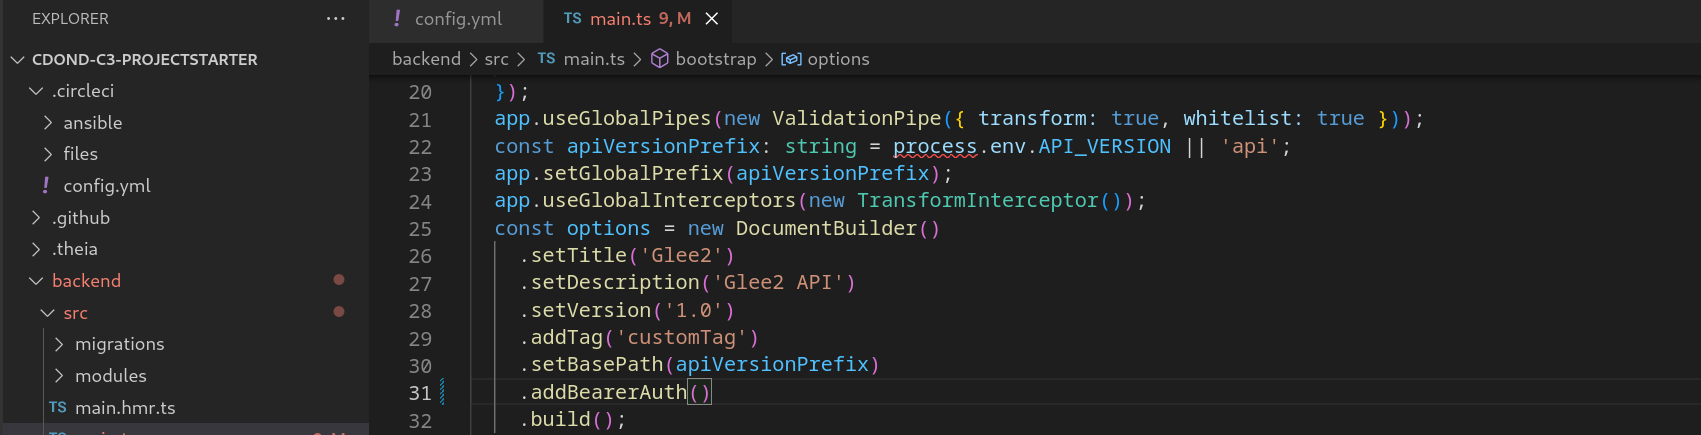 EXPLORER ...
CDOND-C3-PROJECTSTARTER
.circleci
ansible
files
! config.yml
.github
.theia
backend
src
migrations
modules
TS main.hmr.ts
! config.yml
TS main.ts 9, M
backend > src > TS main.ts > bootstrap > options
20 });
21 app.useGlobalPipes(new ValidationPipe({ transform: true, whitelist: true }));
22 const apiVersionPrefix: string = process.env.API_VERSION || 'api';
23 app.setGlobalPrefix(apiVersionPrefix);
24 app.useGlobalInterceptors(new TransformInterceptor());
25 const options = new DocumentBuilder()
26 .setTitle('Glee2')
27 .setDescription('Glee2 API')
28 .setVersion('1.0')
29 .addTag('customTag')
30 .setBasePath(apiVersionPrefix)
31 .addBearerAuth()
32 .build();